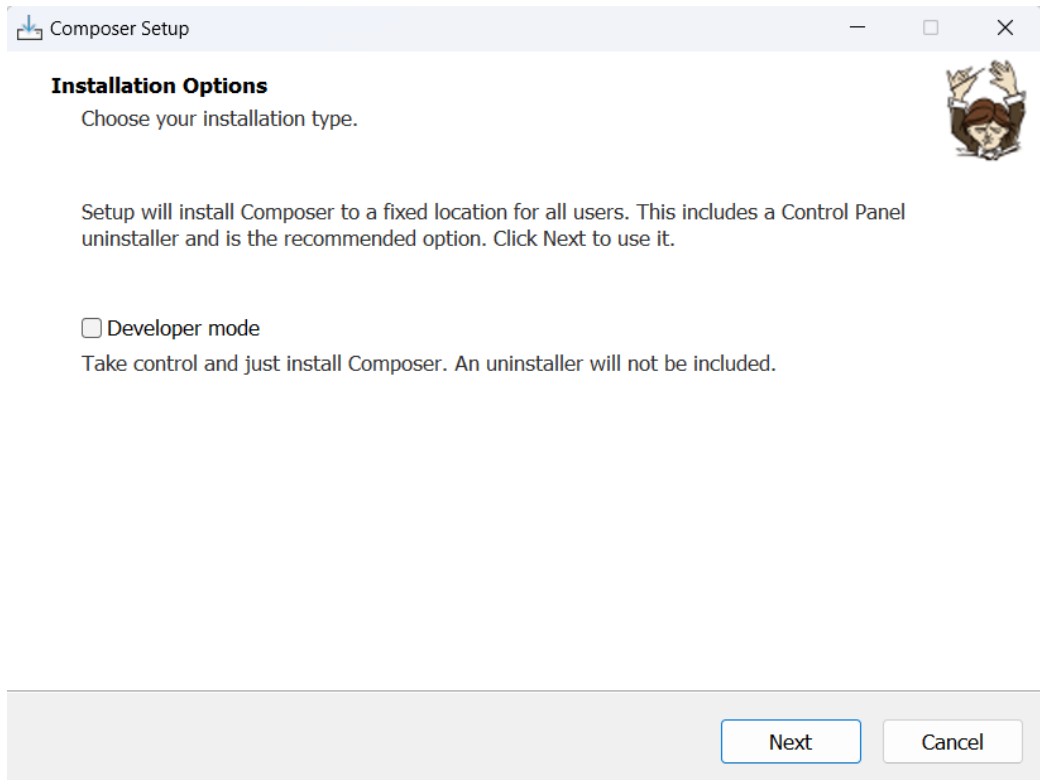 Composer Setup
Installation Options
Choose your installation type.
Setup will install Composer to a fixed location for all users. This includes a Control Panel
uninstaller and is the recommended option. Click Next to use it.
Developer mode
Take control and just install Composer. An uninstaller will not be included.
Next Cancel